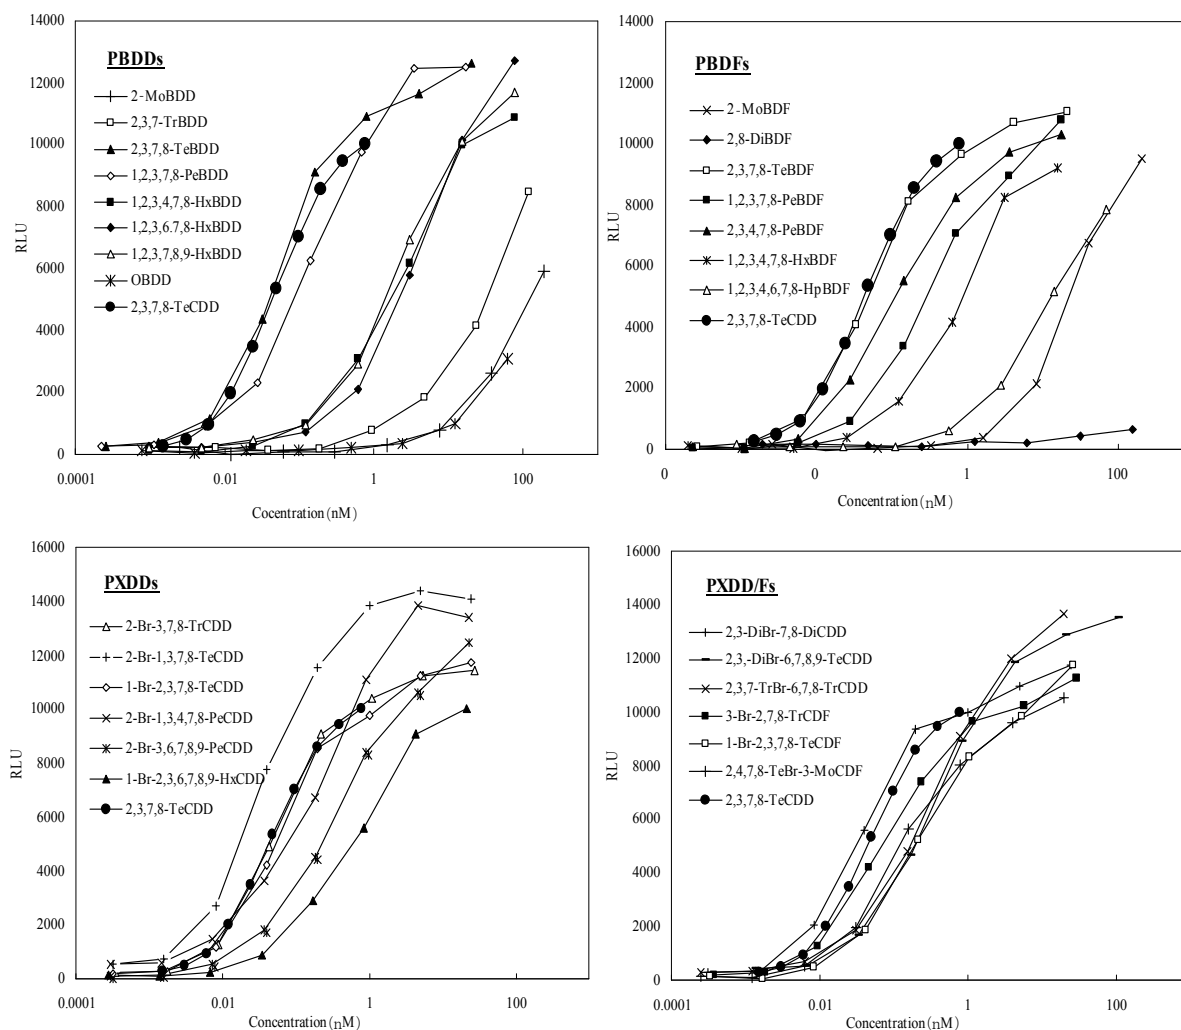 PBDDs
2-MoBDD
2,3,7-TrBDD
2,3,7,8-TeBDD
1,2,3,7,8-PeBDD
1,2,3,4,7,8-HxBDD
1,2,3,6.7,8-HxBDD
1,2,3,7,8,9-HxBDD
OBDD
2,3,7,8-TeCDD
RLU
14000
12000
10000
8000
6000
4000
2000
0
0.0001
0.01
1
100
Cocentration(nM)
PBDFs
2-MoBDF
2,8-DiBDF
2,3,7,8-TeBDF
1,2,3,7,8-PeBDF
2,3,4,7,8-PeBDF
1,2,3,4,7,8-HxBDF
1,2,3,4,6,7,8-HpBDF
2,3,7,8-TeCDD
RLU
14000
12000
10000
8000
6000
4000
2000
0
0
0
1
100
Concentration(nM)
PXDDs
2-Br-3,7,8-TrCDD
2-Br-1,3,7,8-TeCDD
1-Br-2,3,7,8-TeCDD
2-Br-1,3,4,7,8-PeCDD
2-Br-3,6,7,8,9-PeCDD
1-Br-2,3,6,7,8,9-HxCDD
2,3,7,8-TeCDD
RLU
16000
14000
12000
10000
8000
6000
4000
2000
0
0.0001
0.01
1
100
Concentration(nM)
PXDD/Fs
2,3-DiBr-7,8-DiCDD
2,3,-DiBr-6,7,8,9-TeCDD
2,3,7-TrBr-6,7,8-TrCDD
3-Br-2,7,8-TrCDF
1-Br-2,3,7,8-TeCDF
2,4,7,8-TeBr-3-MoCDF
2,3,7,8-TeCDD
RLU
16000
14000
12000
10000
8000
6000
4000
2000
0
0.0001
0.01
1
100
Concentration(nM)